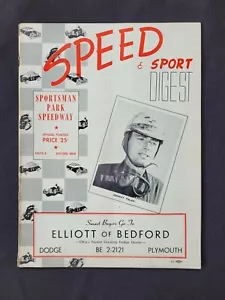 SPEED
& SPORT
DIGEST
SPORTSMAN
PARK
SPEEDWAY
OFFICIAL PROGRAM
PRICE 25¢
Smart Buyers Go To
ELLIOTT OF BEDFORD
DODGE
BE 2-2121
PLYMOUTH